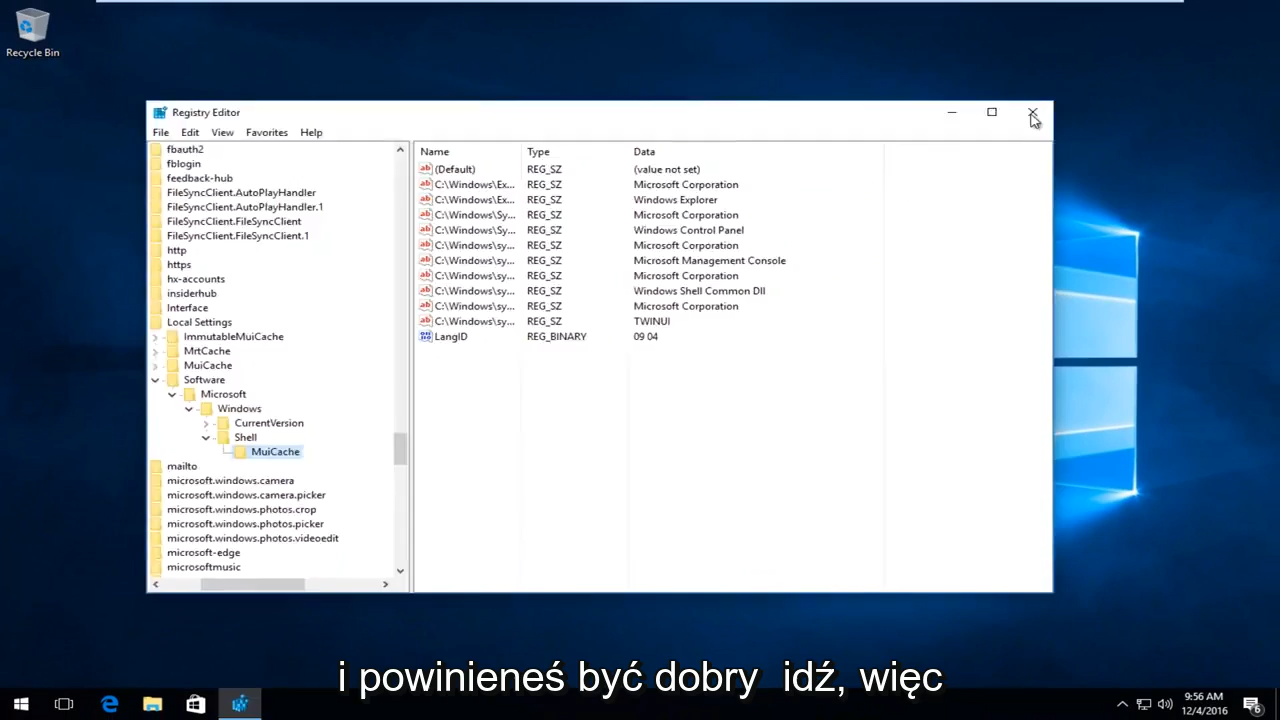 Recycle Bin
Registry Editor
File Edit View Favorites Help
fbauth2
fblogin
feedback-hub
FileSyncClient.AutoPlayHandler
FileSyncClient.AutoPlayHandler.1
FileSyncClient.FileSyncClient
FileSyncClient.FileSyncClient.1
http
https
hx-accounts
insiderhub
Interface
Local Settings
ImmutableMuiCache
MrtCache
MuiCache
Software
Microsoft
Windows
CurrentVersion
Shell
MuiCache
mailto
microsoft.windows.camera
microsoft.windows.camera.picker
microsoft.windows.photos.crop
microsoft.windows.photos.picker
microsoft.windows.photos.videoedit
microsoft-edge
microsoftmusic
Name Type Data
(Default) REG_SZ (value not set)
C:\Windows\Ex... REG_SZ Microsoft Corporation
C:\Windows\Ex... REG_SZ Windows Explorer
C:\Windows\Sy... REG_SZ Microsoft Corporation
C:\Windows\Sy... REG_SZ Windows Control Panel
C:\Windows\sy... REG_SZ Microsoft Corporation
C:\Windows\sy... REG_SZ Microsoft Management Console
C:\Windows\sy... REG_SZ Microsoft Corporation
C:\Windows\sy... REG_SZ Windows Shell Common Dll
C:\Windows\sy... REG_SZ Microsoft Corporation
C:\Windows\sy... REG_SZ TWINUI
LangID REG_BINARY 09 04
i powinieneś być dobry idź, więc
9:56 AM
12/4/2016
6